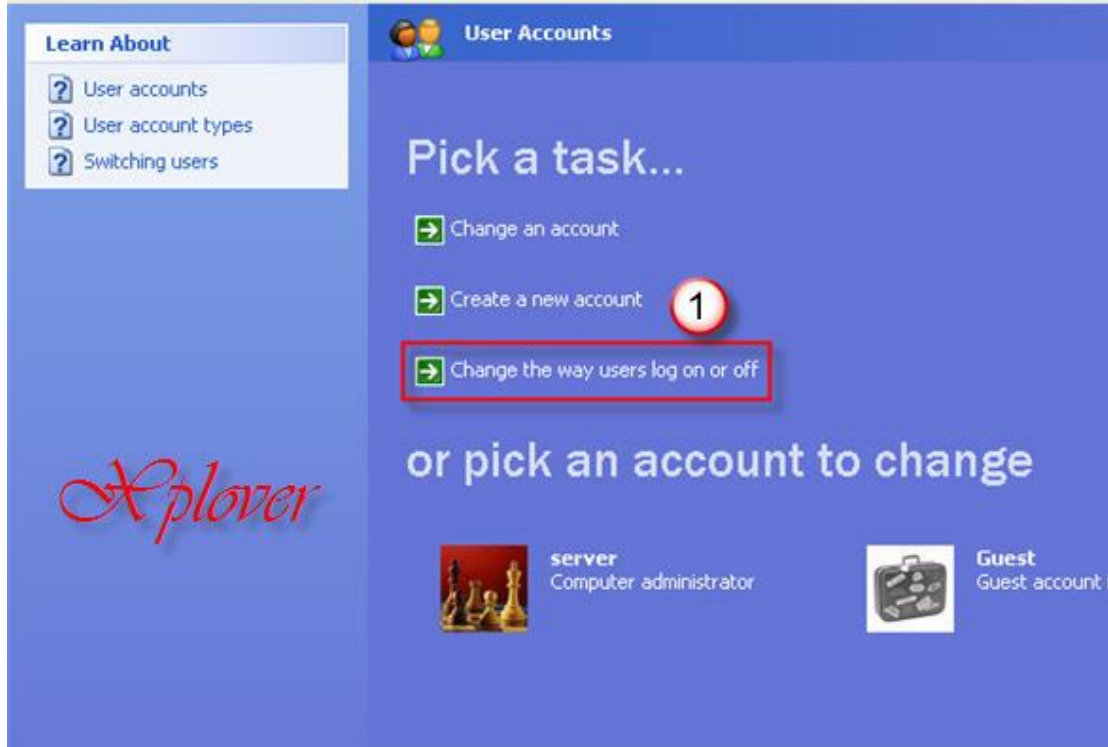 Learn About
User accounts
User account types
Switching users
User Accounts
Pick a task...
Change an account
Create a new account
1
Change the way users log on or off
or pick an account to change
Xplover
server
Computer administrator
Guest
Guest account